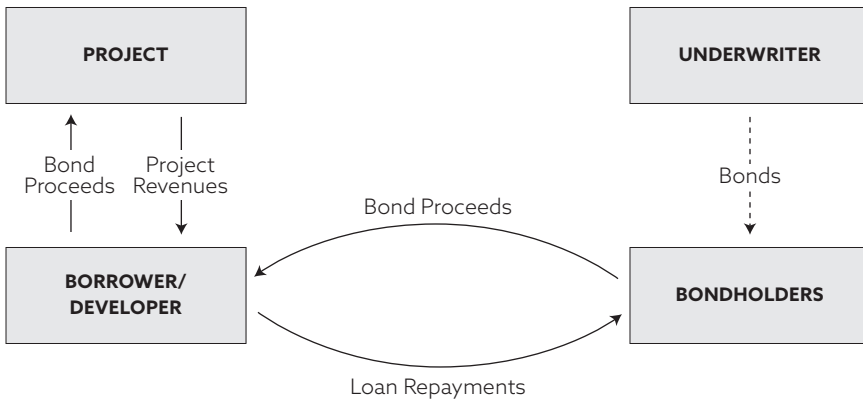 PROJECT
UNDERWRITER
Bond
Proceeds
Project
Revenues
Bonds
Bond Proceeds
BORROWER/
DEVELOPER
BONDHOLDERS
Loan Repayments